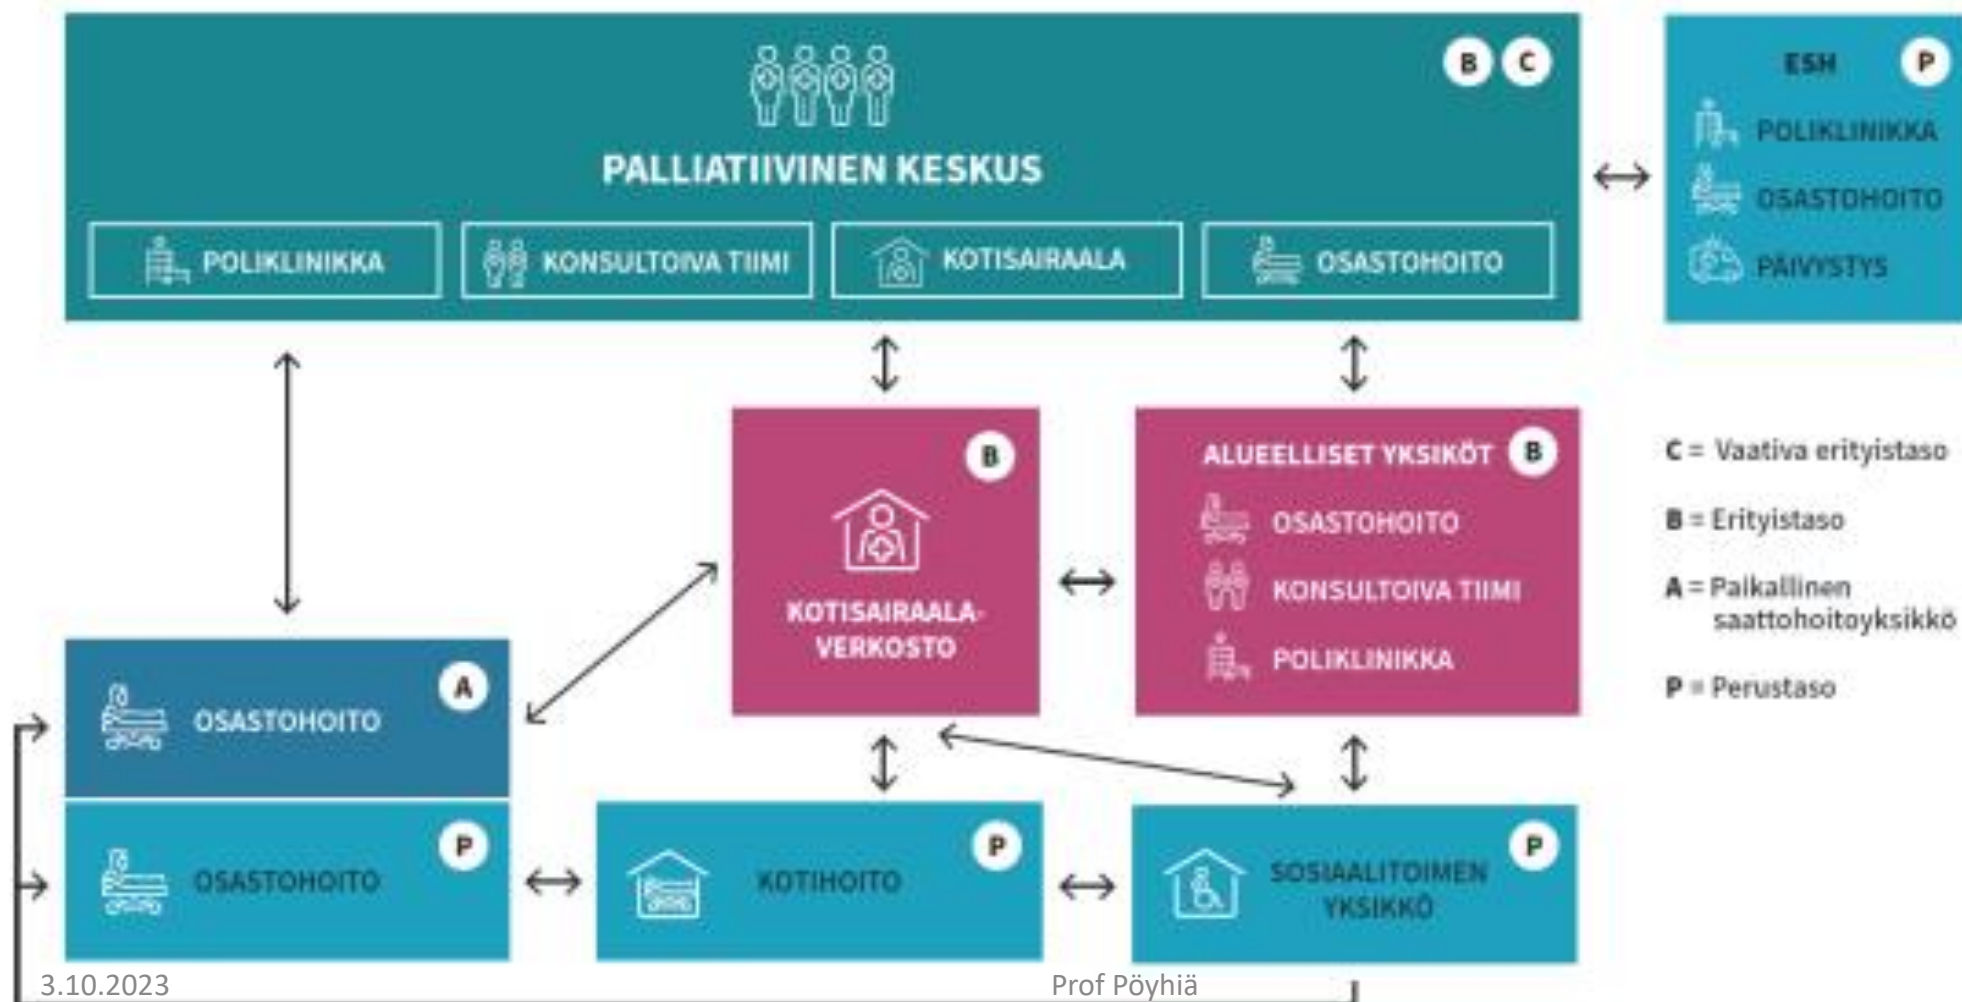 B C
PALLIATIIVINEN KESKUS
POLIKLINIKKA
KONSULTOIVA TIIMI
KOTISAIRAALA
OSASTOHOITO
ESH P
POLIKLINIKKA
OSASTOHOITO
PÄIVYSTYS
B
KOTISAIRAALA-
VERKOSTO
ALUEELLISET YKSIKÖT B
OSASTOHOITO
KONSULTOIVA TIIMI
POLIKLINIKKA
C = Vaativa erityistaso
B = Erityistaso
A = Paikallinen
saattohoitoyksikkö
P = Perustaso
A
OSASTOHOITO
P
OSASTOHOITO
P
KOTIHOITO
P
SOSIAALITOIMEN
YKSIKKÖ
3.10.2023
Prof Pöyhiä